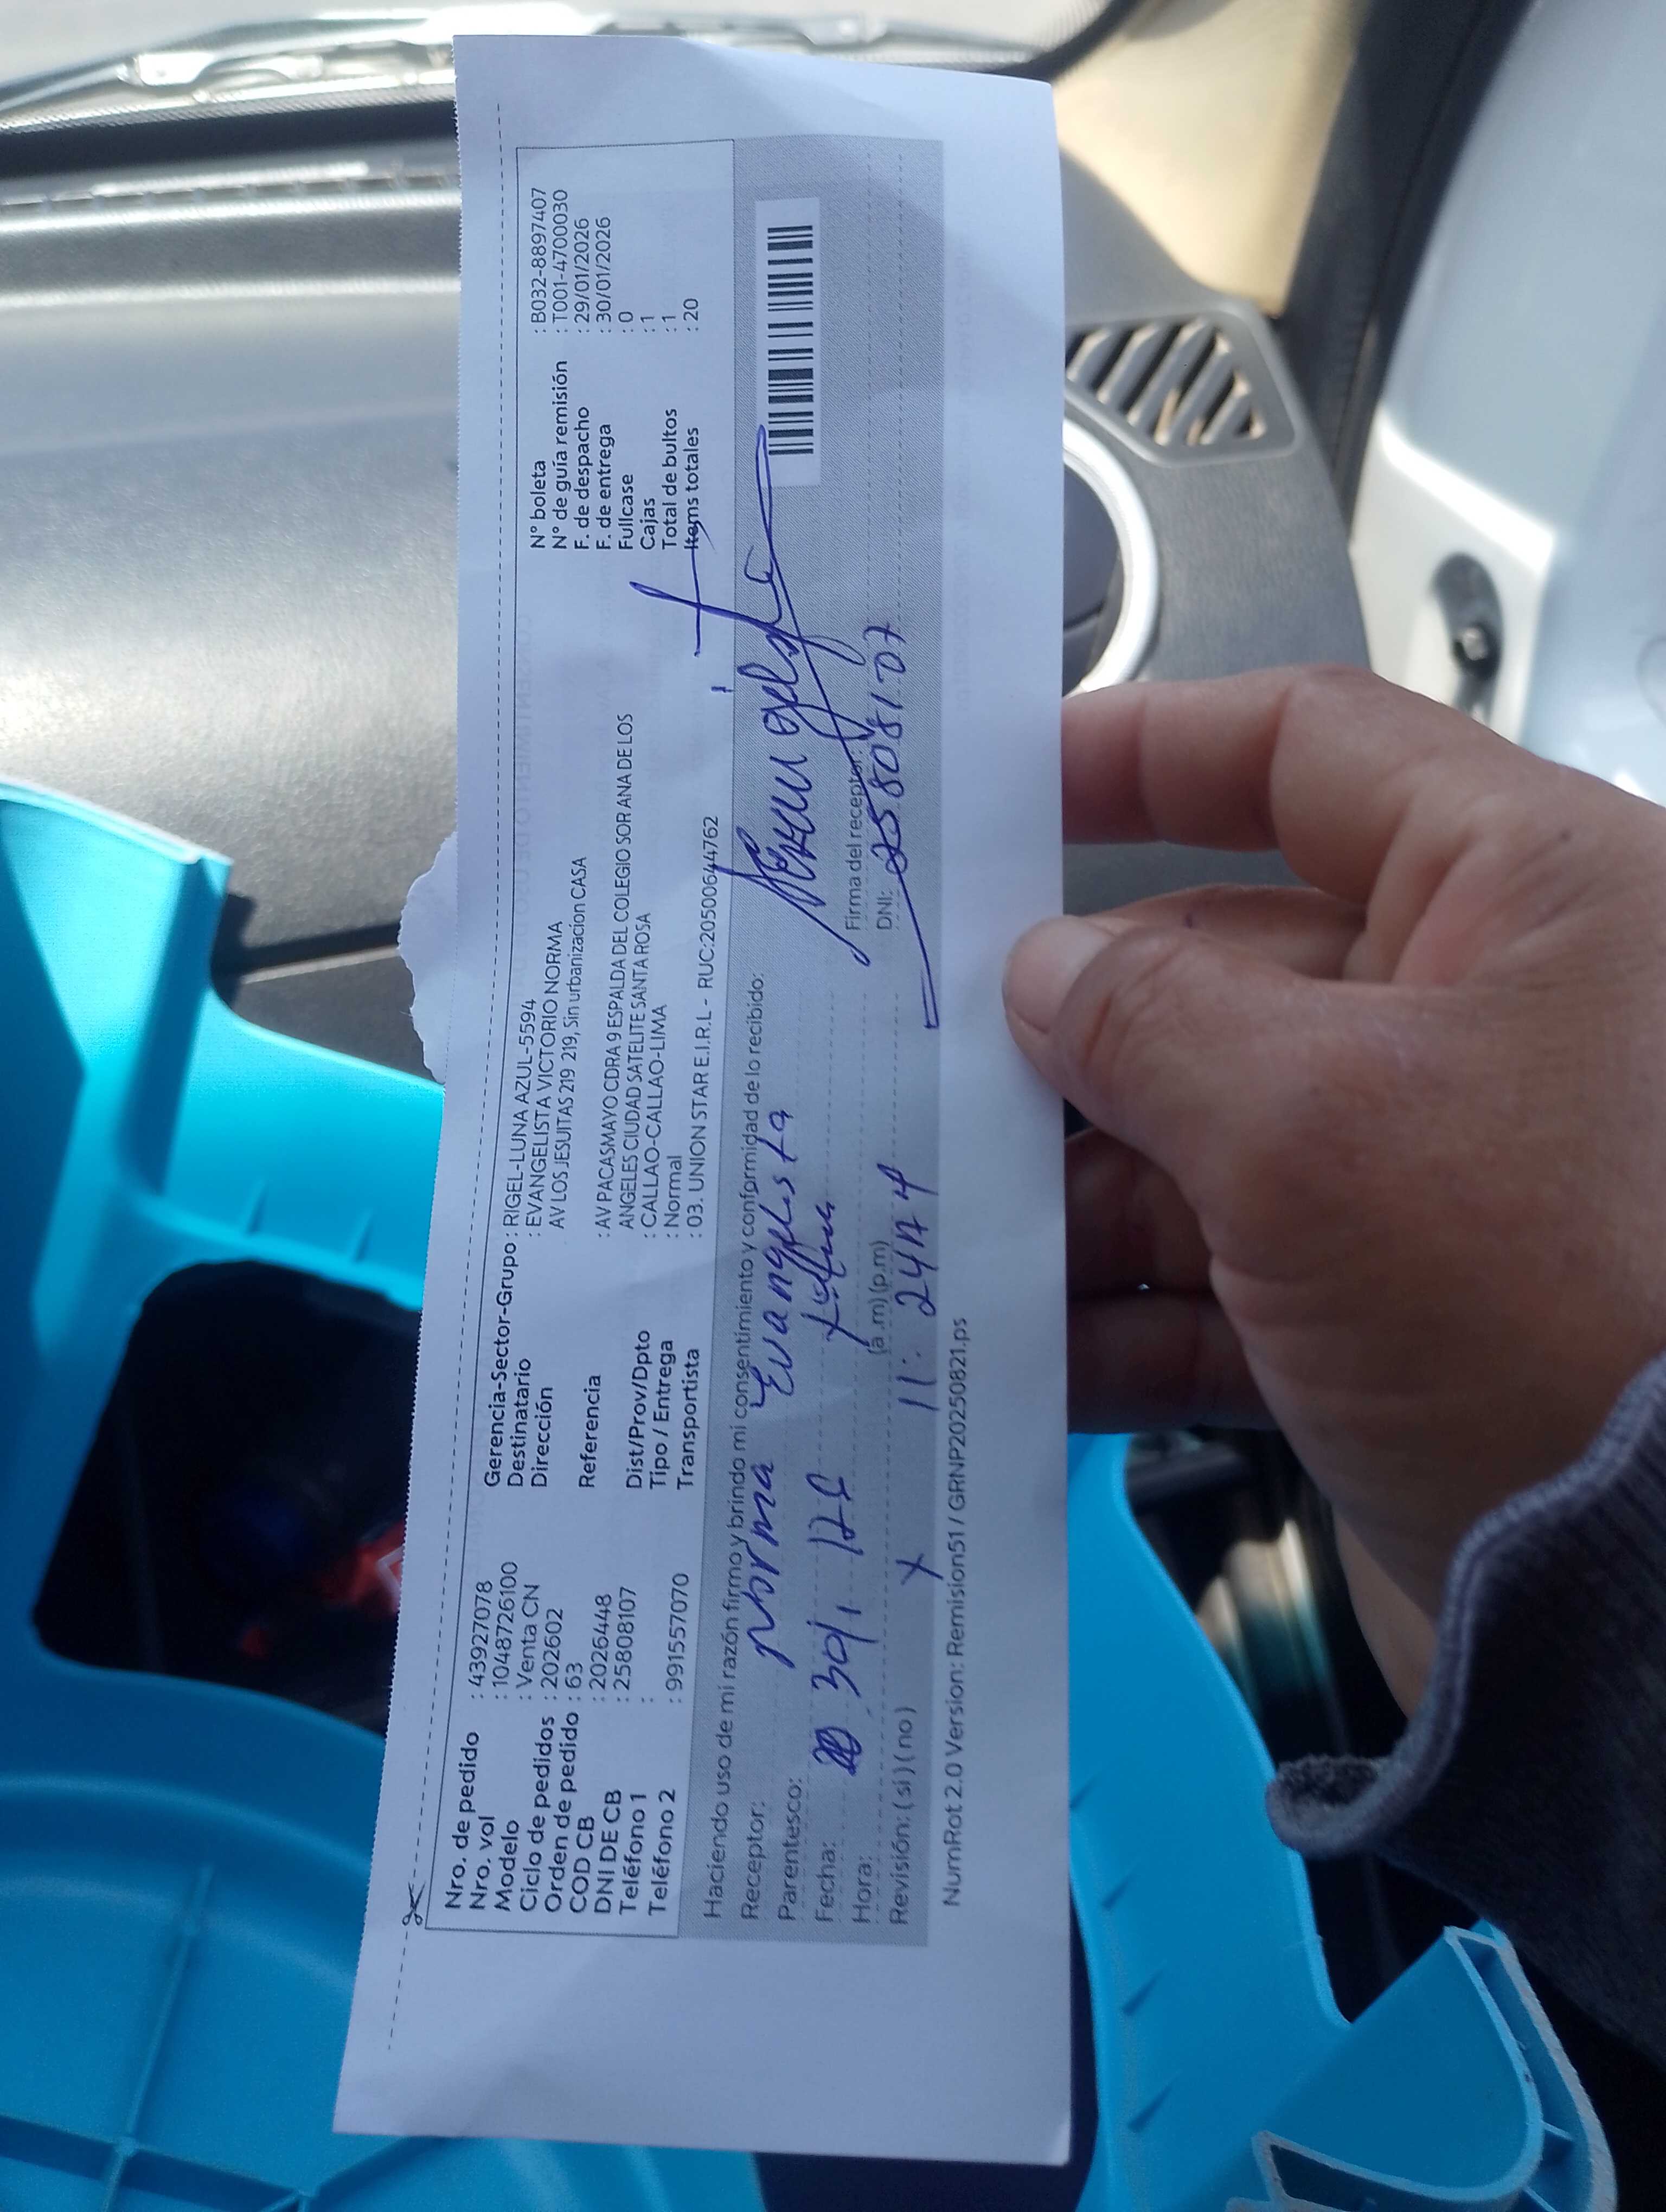 Nro. de pedido : 43927078
Nro. vol : 10487726100
Modelo : Venta CN
Ciclo de pedidos : 202602
Orden de pedido : 63
COD CB : 2026448
DNI DE CB : 25808107
Teléfono 1 :
Teléfono 2 : 991557070
Gerencia-Sector-Grupo : RIGEL-LUNA AZUL-5594
Destinatario : EVANGELISTA VICTORIO NORMA
Dirección AV LOS JESUITAS 219 219, Sin urbanizacion CASA
Referencia : AV PACASMAYO CDRA 9 ESPALDA DEL COLEGIO SOR ANA DE LOS
ANGELES CIUDAD SATELITE SANTA ROSA
Dist/Prov/Dpto : CALLAO-CALLAO-LIMA
Tipo / Entrega : Normal
Transportista : 03. UNION STAR E.I.R.L - RUC:20500644762
N° boleta : B032-8897407
N° de guía remisión : T001-4700030
F. de despacho : 29/01/2026
F. de entrega : 30/01/2026
Fullcase : 0
Cajas : 1
Total de bultos : 1
Items totales : 20
Haciendo uso de mi razón firmo y brindo mi consentimiento y conformidad de lo recibido:
Receptor: Norma Evangelista
Parentesco:
Fecha: 30/
Hora: (a .m) (p.m)
Revisión: ( si ) ( no ) x 11:
Firma del receptor:
DNI: 25808107
NumRot 2.0 Version: Remision51 / GRNP20250821.ps